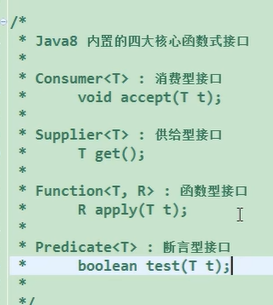 /*
* Java8 内置的四大核心函数式接口
*
* Consumer<T> : 消费型接口
*      void accept(T t);
*
* Supplier<T> : 供给型接口
*      T get();
*
* Function<T, R> : 函数型接口
*      R apply(T t);
*
* Predicate<T> : 断言型接口
*      boolean test(T t);
*
*/